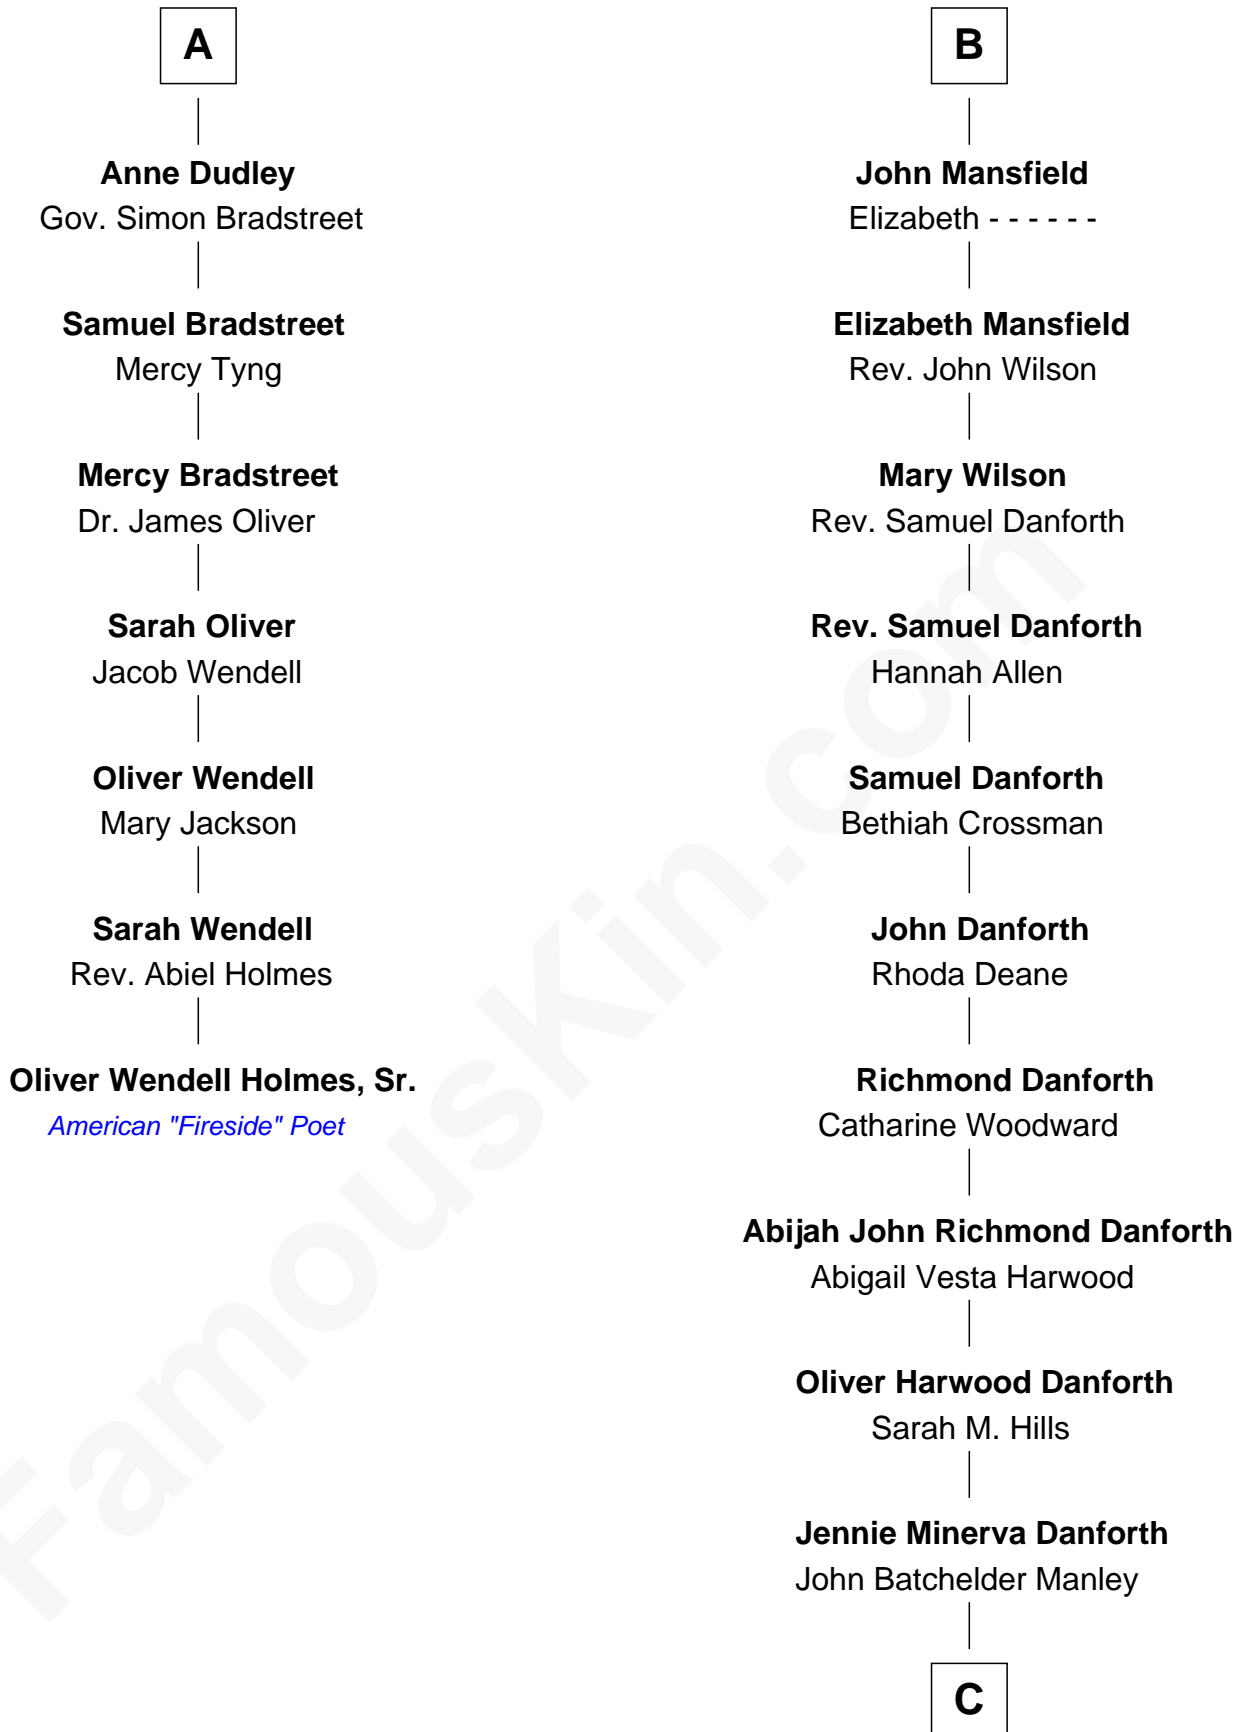 A
Anne Dudley
Gov. Simon Bradstreet
Samuel Bradstreet
Mercy Tyng
Mercy Bradstreet
Dr. James Oliver
Sarah Oliver
Jacob Wendell
Oliver Wendell
Mary Jackson
Sarah Wendell
Rev. Abiel Holmes
Oliver Wendell Holmes, Sr.
American "Fireside" Poet
B
John Mansfield
Elizabeth - - - - - -
Elizabeth Mansfield
Rev. John Wilson
Mary Wilson
Rev. Samuel Danforth
Rev. Samuel Danforth
Hannah Allen
Samuel Danforth
Bethiah Crossman
John Danforth
Rhoda Deane
Richmond Danforth
Catharine Woodward
Abijah John Richmond Danforth
Abigail Vesta Harwood
Oliver Harwood Danforth
Sarah M. Hills
Jennie Minerva Danforth
John Batchelder Manley
C
FamousKin.com